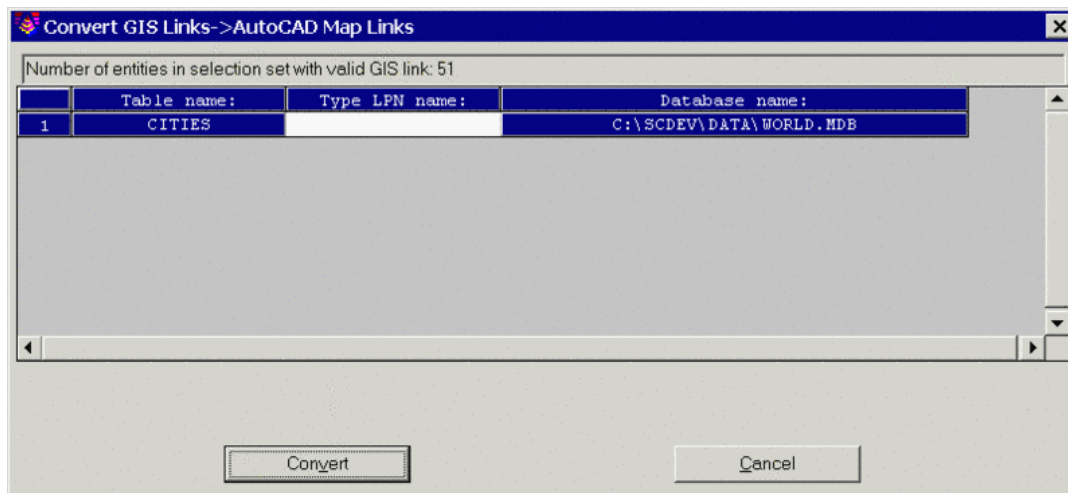 Convert GIS Links->AutoCAD Map Links
Number of entities in selection set with valid GIS link: 51
Table name: Type LPN name: Database name:
1 CITIES C:\SCDEV\DATA\WORLD.MDB
Convert Cancel